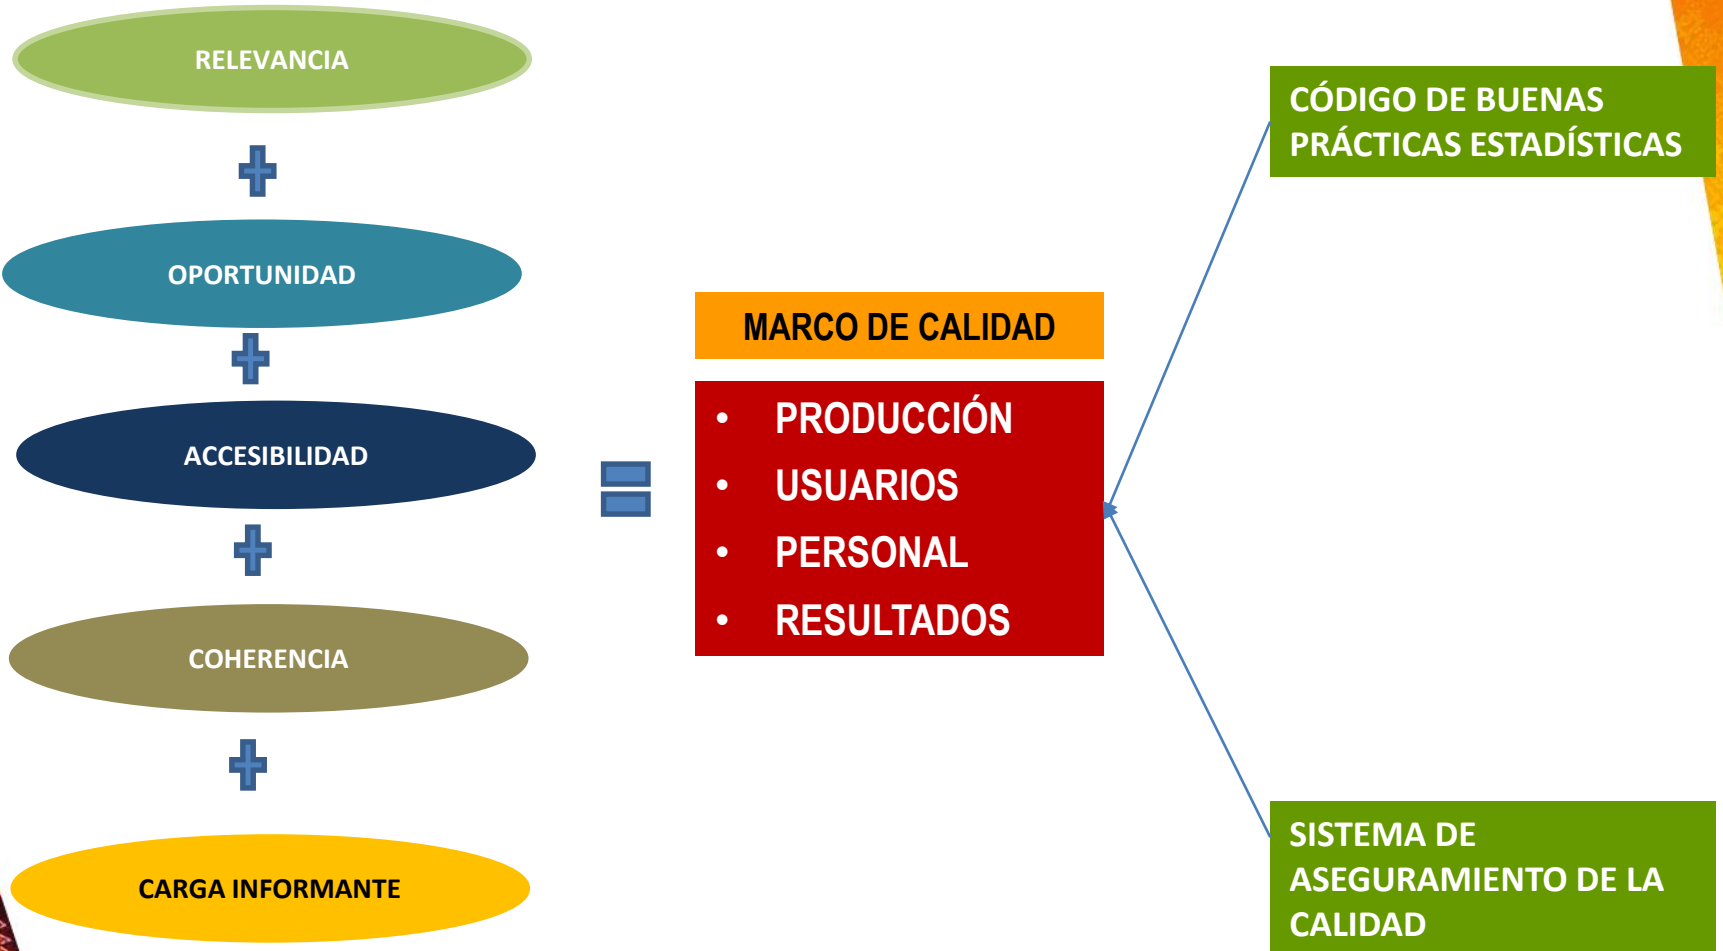 RELEVANCIA
OPORTUNIDAD
ACCESIBILIDAD
COHERENCIA
CARGA INFORMANTE
MARCO DE CALIDAD
• PRODUCCIÓN
• USUARIOS
• PERSONAL
• RESULTADOS
CÓDIGO DE BUENAS
PRÁCTICAS ESTADÍSTICAS
SISTEMA DE
ASEGURAMIENTO DE LA
CALIDAD